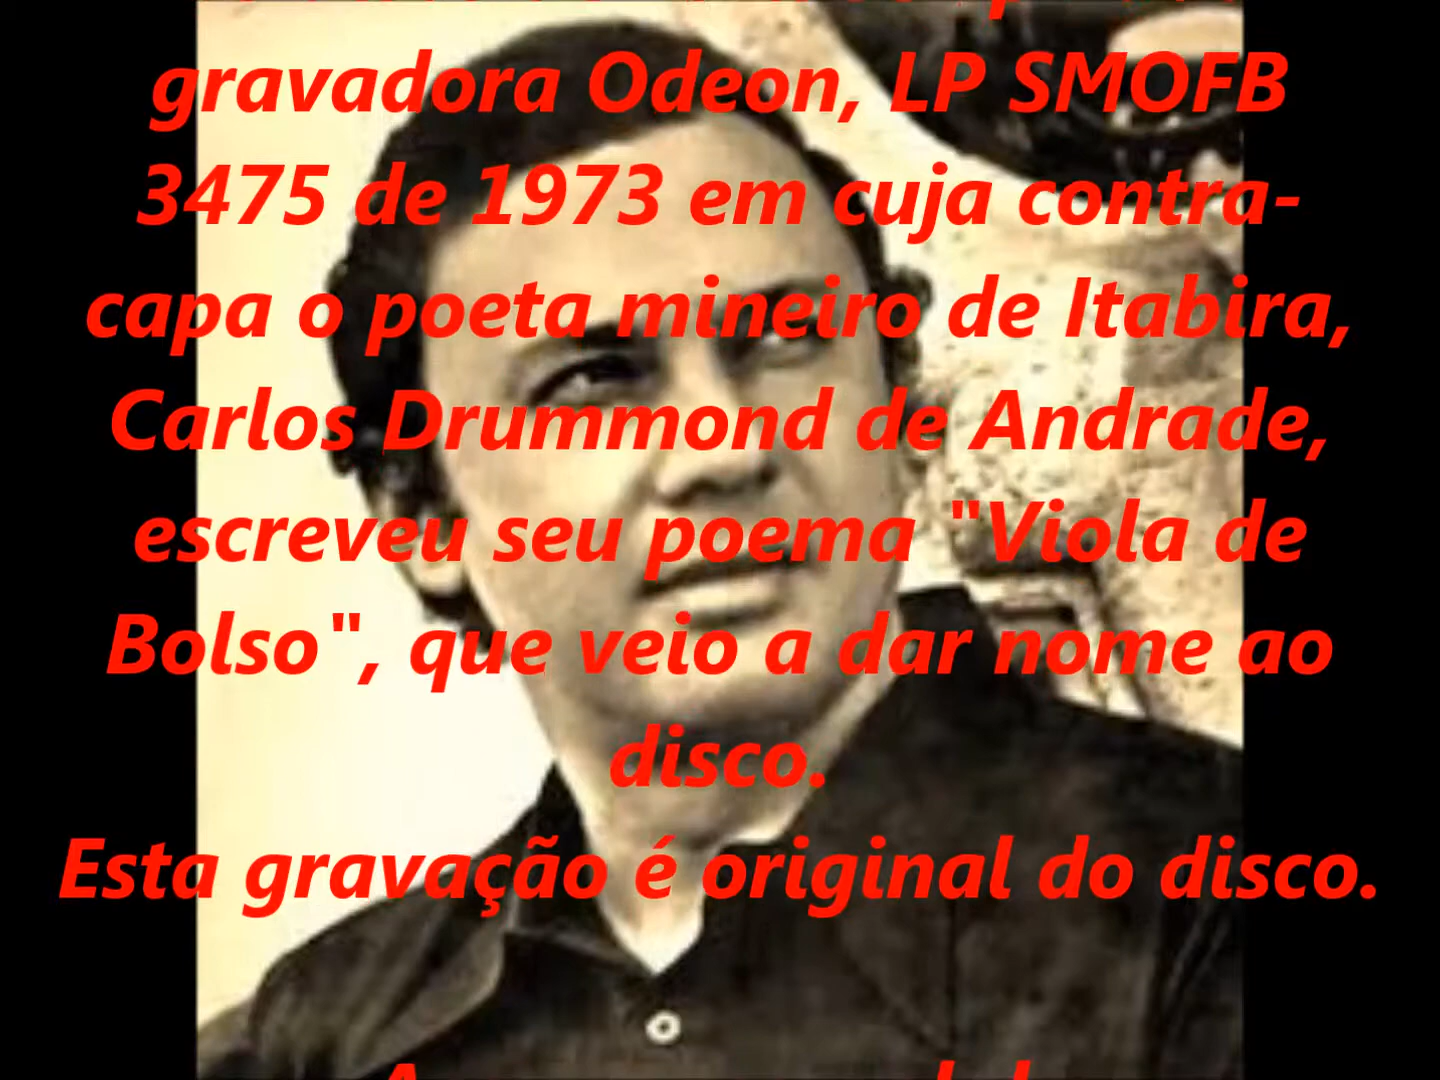 gravadora Odeon, LP SMOFB
3475 de 1973 em cuja contra-
capa o poeta mineiro de Itabira,
Carlos Drummond de Andrade,
escreveu seu poema "Viola de
Bolso", que veio a dar nome ao
disco.
Esta gravação é original do disco.